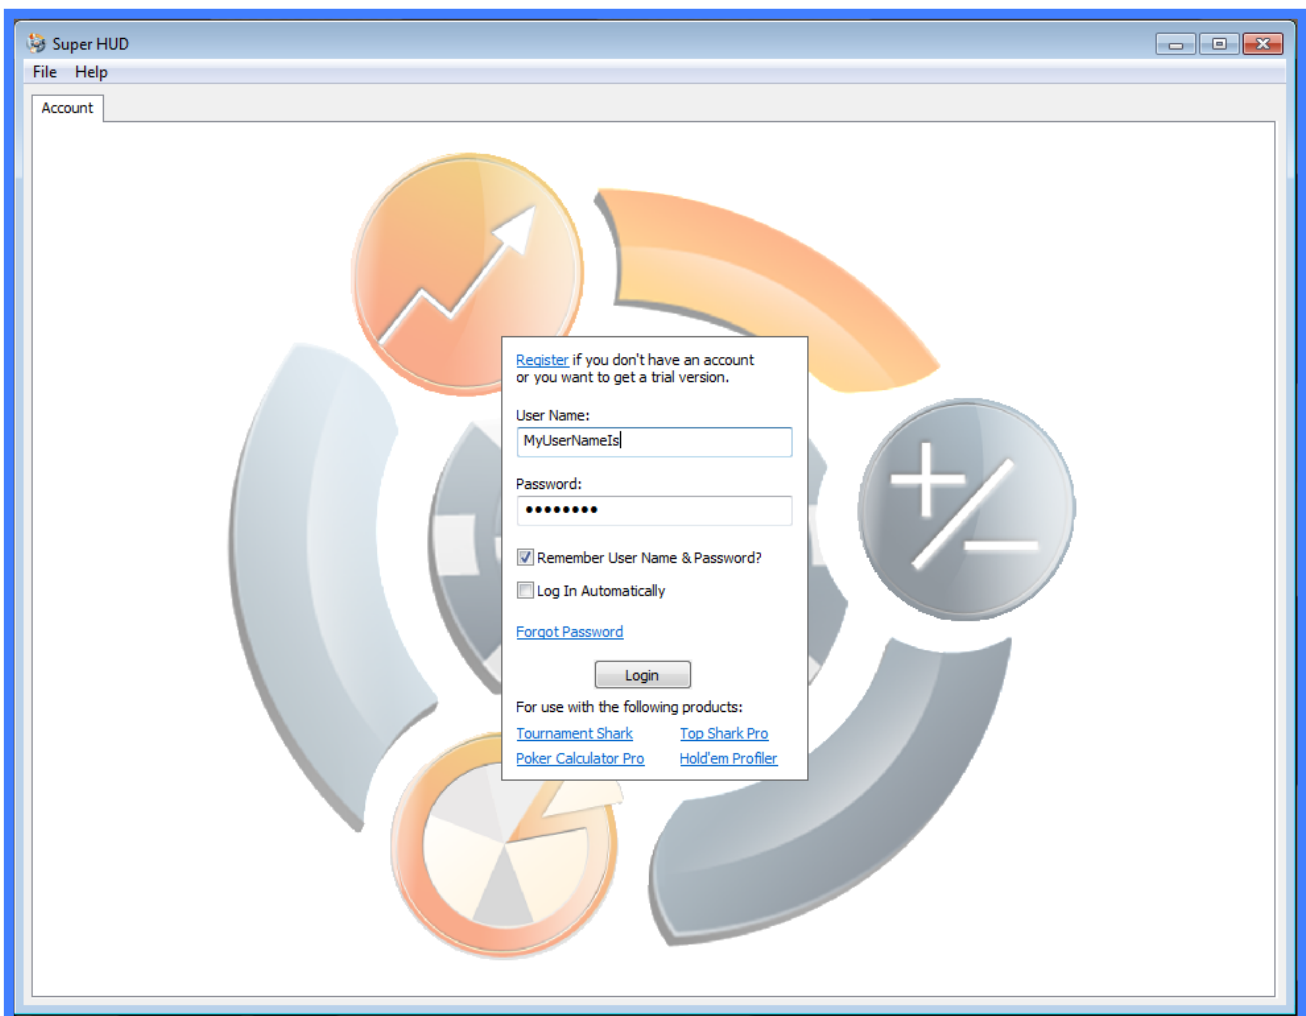 Super HUD
File Help
Account
Register if you don't have an account
or you want to get a trial version.
User Name:
MyUserNameIs
Password:
••••••••
Remember User Name & Password?
Log In Automatically
Forgot Password
Login
For use with the following products:
Tournament Shark Top Shark Pro
Poker Calculator Pro Hold'em Profiler